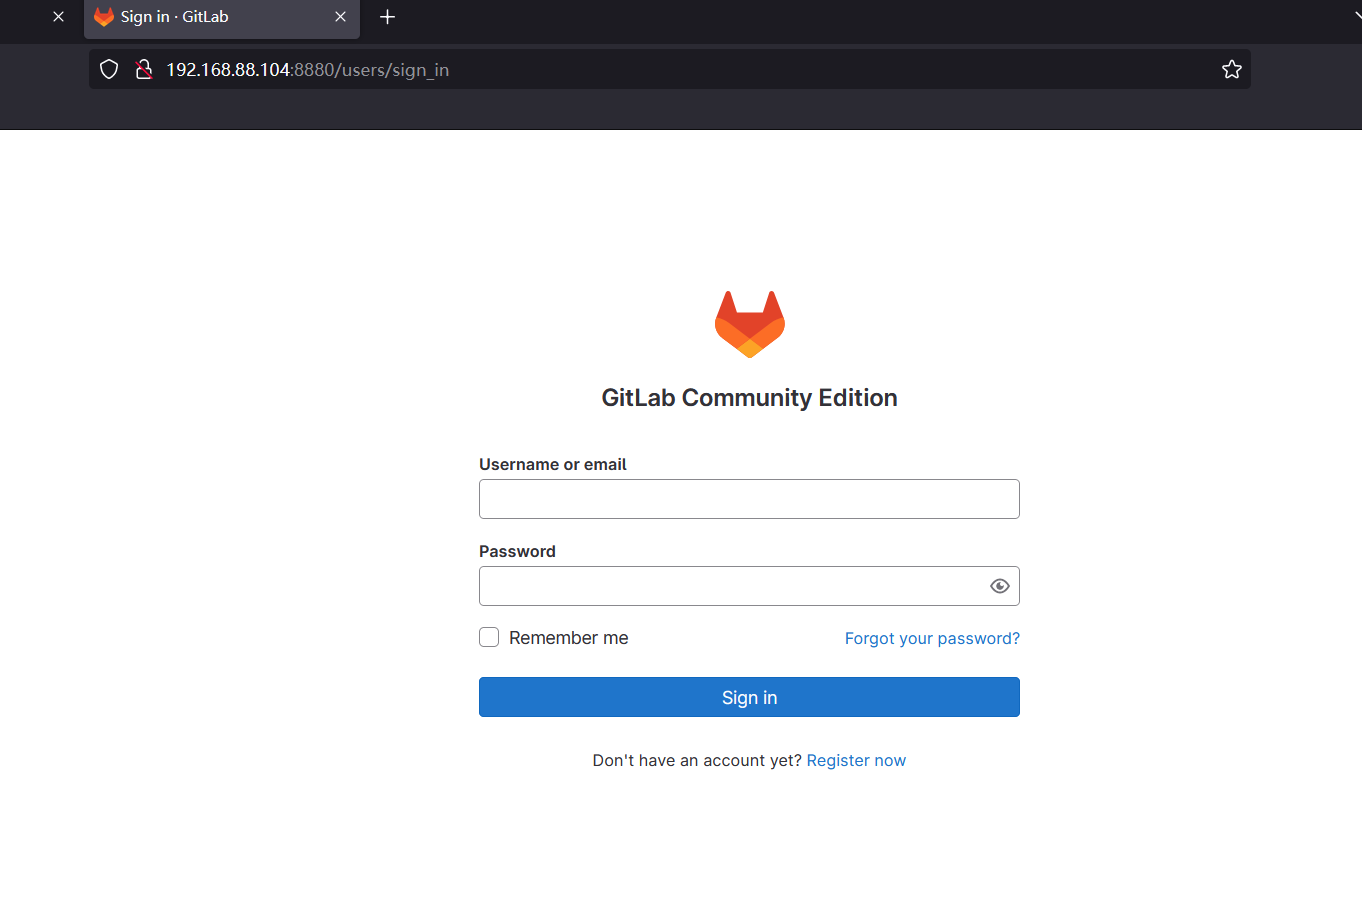 Sign in · GitLab
192.168.88.104:8880/users/sign_in
GitLab Community Edition
Username or email
Password
Remember me
Forgot your password?
Sign in
Don't have an account yet? Register now